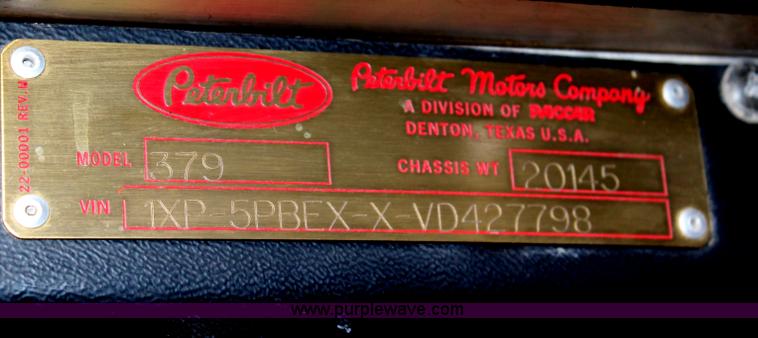 Peterbilt
Peterbilt Motors Company
A DIVISION OF PACCAR
DENTON, TEXAS U.S.A.
MODEL 379
CHASSIS WT 20145
VIN 1XP-5PBEX-X-VD427798
22-00001 REV.N
www.purplewave.com